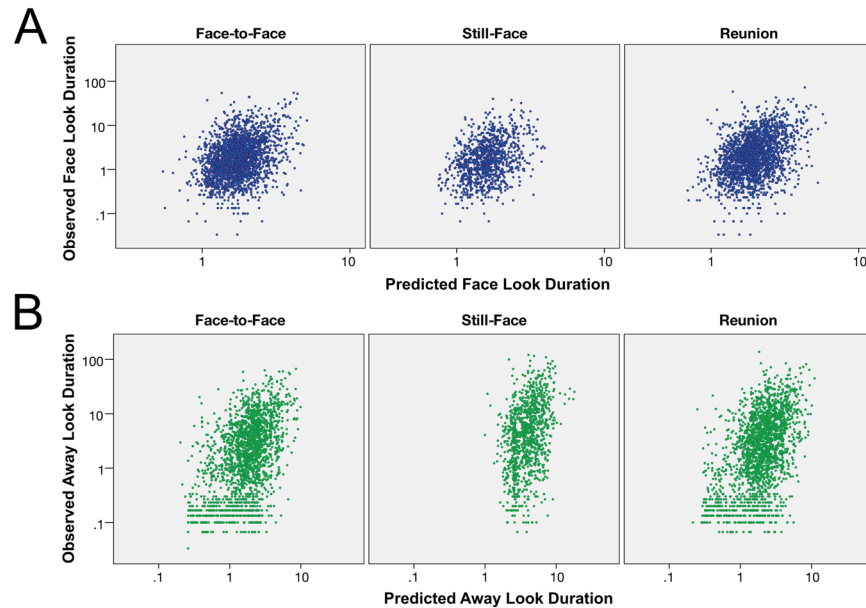 A
Face-to-Face
Still-Face
Reunion
Observed Face Look Duration
100
10
1
.1
1
10
1
10
1
10
Predicted Face Look Duration
B
Face-to-Face
Still-Face
Reunion
Observed Away Look Duration
100
10
1
.1
.1
1
10
.1
1
10
.1
1
10
Predicted Away Look Duration